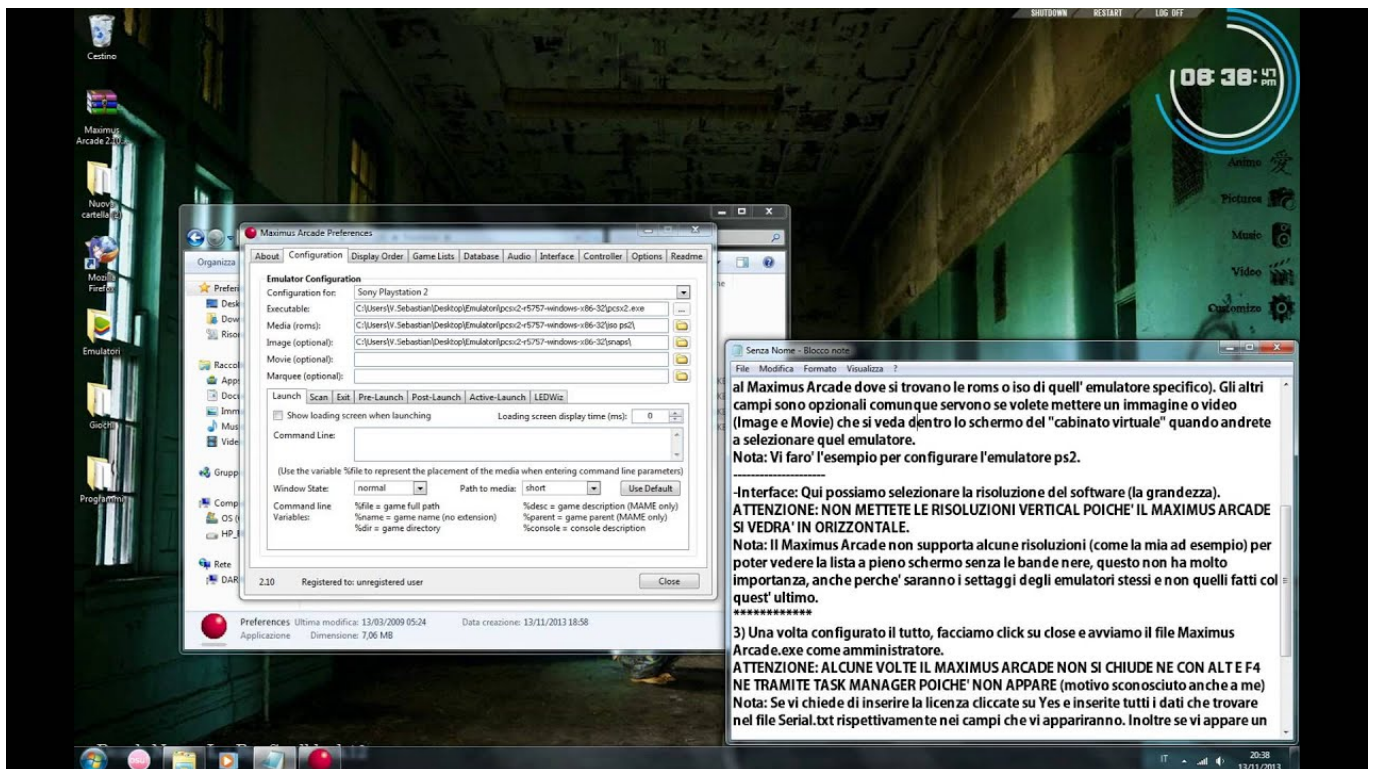 SHUTDOWN RESTART LOG OFF
08:38:47 pm
Cestino
Maximus
Arcade 2.10
Nuova
cartella (2)
Mozilla
Firefox
Emulatori
Giochi
Programmi
Anime 愛
Pictures
Music
Video
Customize
Organizza
Preferi
Desk
Dow
Riso
Raccol
App
Docu
Imm
Mus
Vide
Grupp
Comp
OS (
HP_
Rete
DAR
Maximus Arcade Preferences
About Configuration Display Order Game Lists Database Audio Interface Controller Options Readme
Emulator Configuration
Configuration for: Sony Playstation 2
Executable: C:\Users\V.Sebastian\Desktop\Emulatori\pcsx2-r5757-windows-x86-32\pcsx2.exe ...
Media (roms): C:\Users\V.Sebastian\Desktop\Emulatori\pcsx2-r5757-windows-x86-32\iso ps2\
Image (optional): C:\Users\V.Sebastian\Desktop\Emulatori\pcsx2-r5757-windows-x86-32\snaps\
Movie (optional):
Marquee (optional):
Launch Scan Exit Pre-Launch Post-Launch Active-Launch LEDWiz
Show loading screen when launching Loading screen display time (ms): 0
Command Line:
(Use the variable %file to represent the placement of the media when entering command line parameters)
Window State: normal Path to media: short Use Default
Command line %file = game full path %desc = game description (MAME only)
Variables: %name = game name (no extension) %parent = game parent (MAME only)
%dir = game directory %console = console description
2.10 Registered to: unregistered user Close
Preferences Ultima modifica: 13/03/2009 05:24 Data creazione: 13/11/2013 18:58
Applicazione Dimensione: 7,06 MB
Senza Nome - Blocco note
File Modifica Formato Visualizza ?
al Maximus Arcade dove si trovano le roms o iso di quell' emulatore specifico). Gli altri
campi sono opzionali comunque servono se volete mettere un immagine o video
(Image e Movie) che si veda dentro lo schermo del "cabinato virtuale" quando andrete
a selezionare quel emulatore.
Nota: Vi faro' l'esempio per configurare l'emulatore ps2.
---------------------
-Interface: Qui possiamo selezionare la risoluzione del software (la grandezza).
ATTENZIONE: NON METTETE LE RISOLUZIONI VERTICAL POICHE' IL MAXIMUS ARCADE
SI VEDRA' IN ORIZZONTALE.
Nota: Il Maximus Arcade non supporta alcune risoluzioni (come la mia ad esempio) per
poter vedere la lista a pieno schermo senza le bande nere, questo non ha molto
importanza, anche perche' saranno i settaggi degli emulatori stessi e non quelli fatti col
quest' ultimo.
************
3) Una volta configurato il tutto, facciamo click su close e avviamo il file Maximus
Arcade.exe come amministratore.
ATTENZIONE: ALCUNE VOLTE IL MAXIMUS ARCADE NON SI CHIUDE NE CON ALT E F4
NE TRAMITE TASK MANAGER POICHE' NON APPARE (motivo sconosciuto anche a me)
Nota: Se vi chiede di inserire la licenza cliccate su Yes e inserite tutti i dati che trovare
nel file Serial.txt rispettivamente nei campi che vi appariranno. Inoltre se vi appare un
IT 20:38
13/11/2013